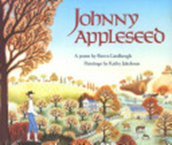 Johnny
Appleseed
A poem by Reeve Lindbergh
Paintings by Kathy Jakobsen